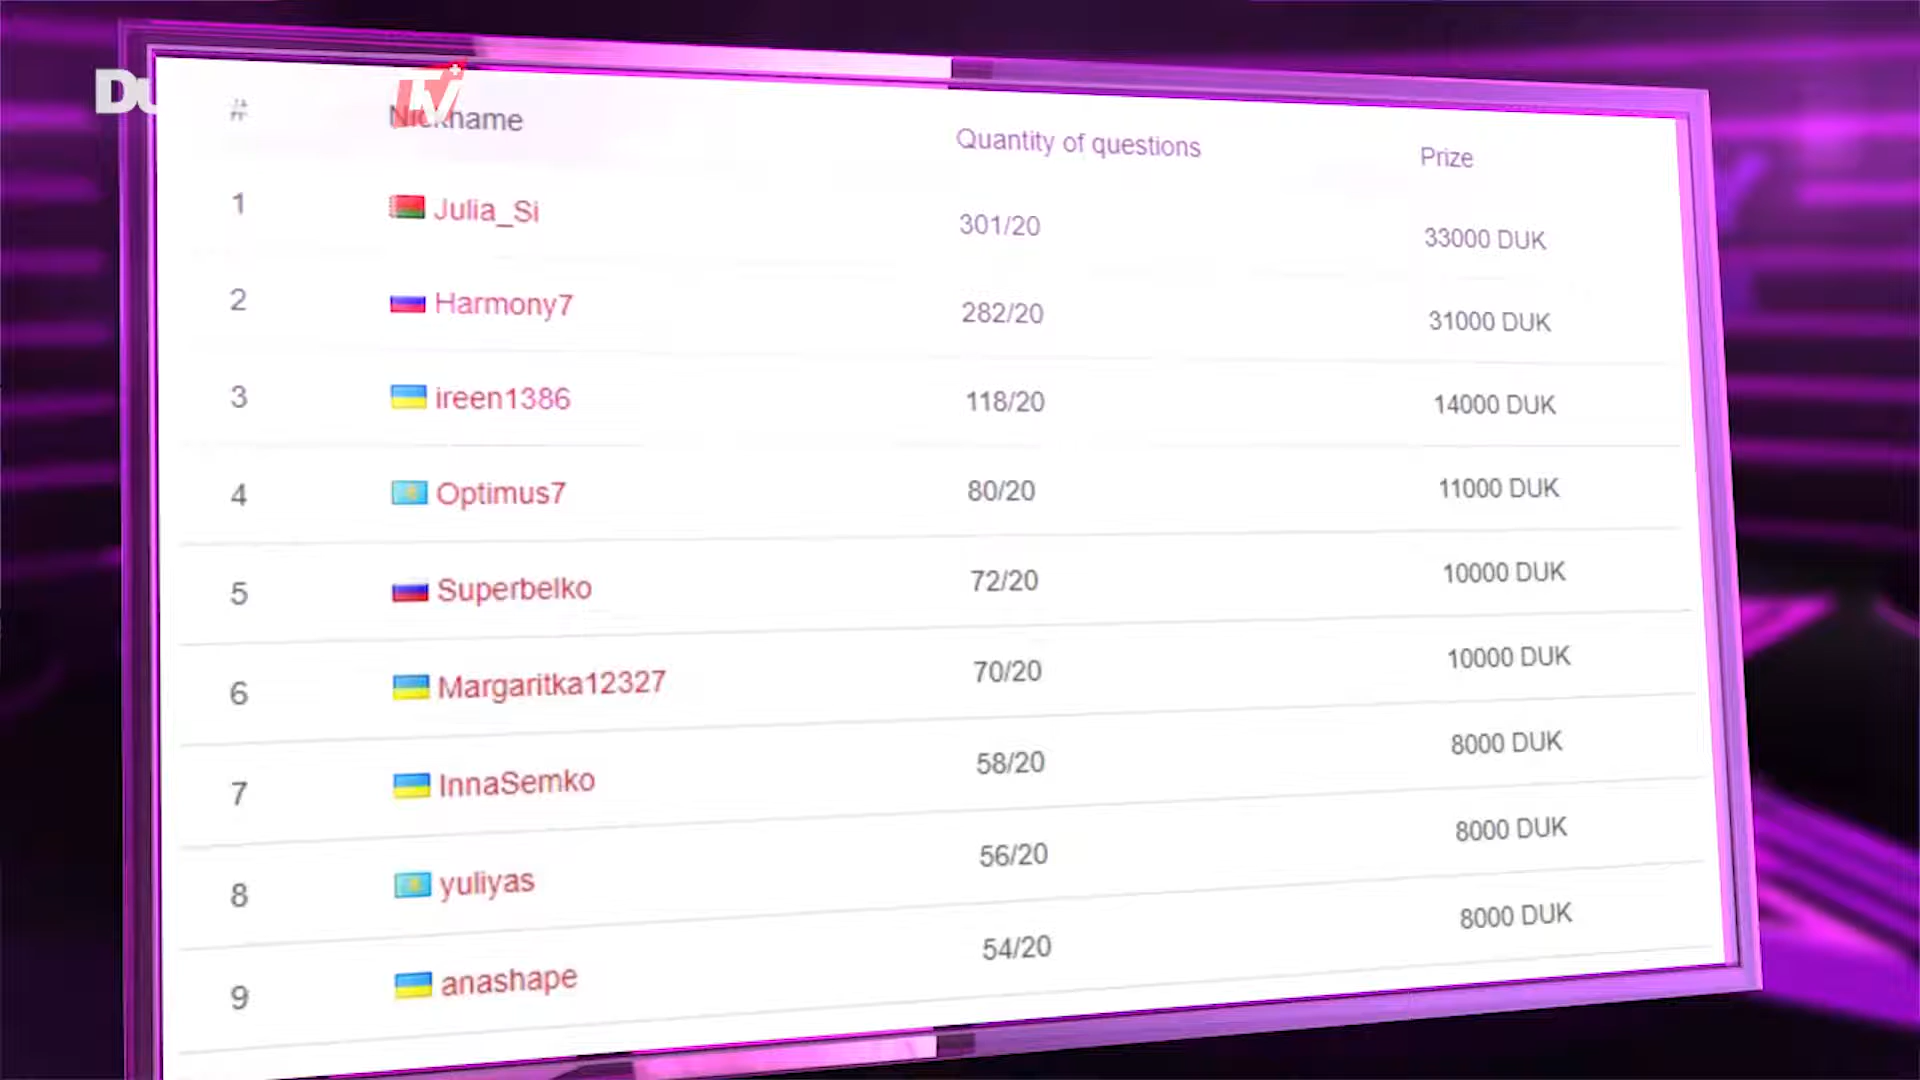 Du
TV
# Nickname Quantity of questions Prize
1 Julia_Si 301/20 33000 DUK
2 Harmony7 282/20 31000 DUK
3 ireen1386 118/20 14000 DUK
4 Optimus7 80/20 11000 DUK
5 Superbelko 72/20 10000 DUK
6 Margaritka12327 70/20 10000 DUK
7 InnaSemko 58/20 8000 DUK
8 yuliyas 56/20 8000 DUK
9 anashape 54/20 8000 DUK